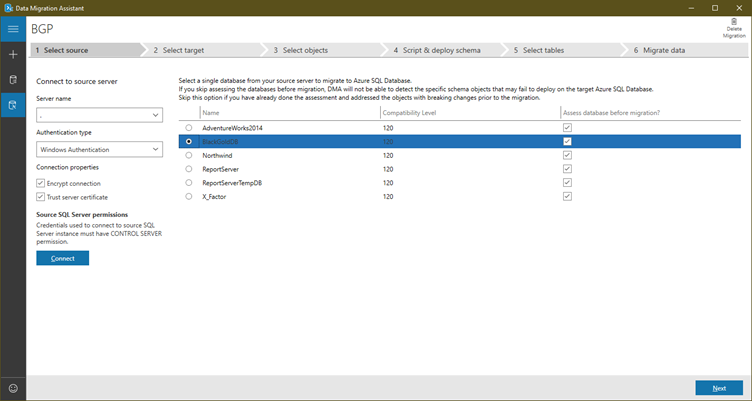 Data Migration Assistant
BGP
Delete
Migration
1 Select source
2 Select target
3 Select objects
4 Script & deploy schema
5 Select tables
6 Migrate data
Connect to source server
Server name
.
Authentication type
Windows Authentication
Connection properties
Encrypt connection
Trust server certificate
Source SQL Server permissions
Credentials used to connect to source SQL
Server instance must have CONTROL SERVER
permission.
Connect
Select a single database from your source server to migrate to Azure SQL Database.
If you skip assessing the databases before migration, DMA will not be able to detect the specific schema objects that may fail to deploy on the target Azure SQL Database.
Skip this option if you have already done the assessment and addressed the objects with breaking changes prior to the migration.
Name Compatibility Level Assess database before migration?
AdventureWorks2014 120
BlackGoldDB 120
Northwind 120
ReportServer 120
ReportServerTempDB 120
X_Factor 120
Next